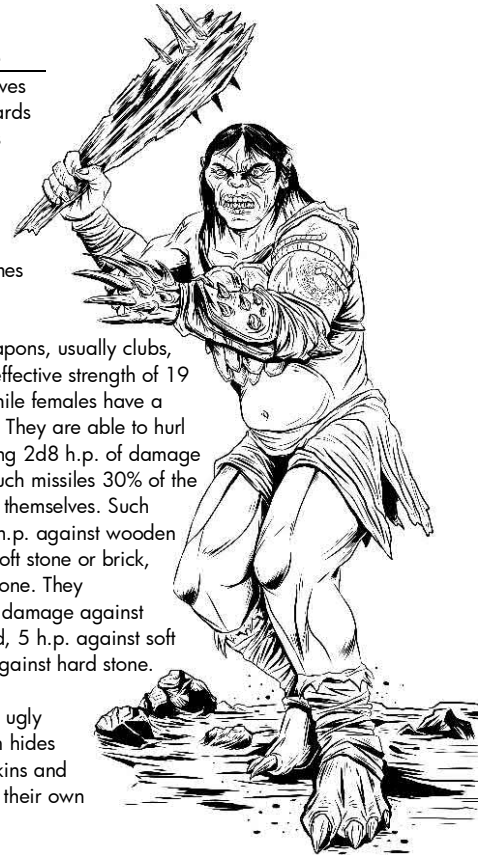 ves
ards
nes
apons, usually clubs,
effective strength of 19
hile females have a
They are able to hurl
ng 2d8 h.p. of damage
uch missiles 30% of the
themselves. Such
h.p. against wooden
oft stone or brick,
one. They
damage against
d, 5 h.p. against soft
against hard stone.
ugly
n hides
kins and
their own